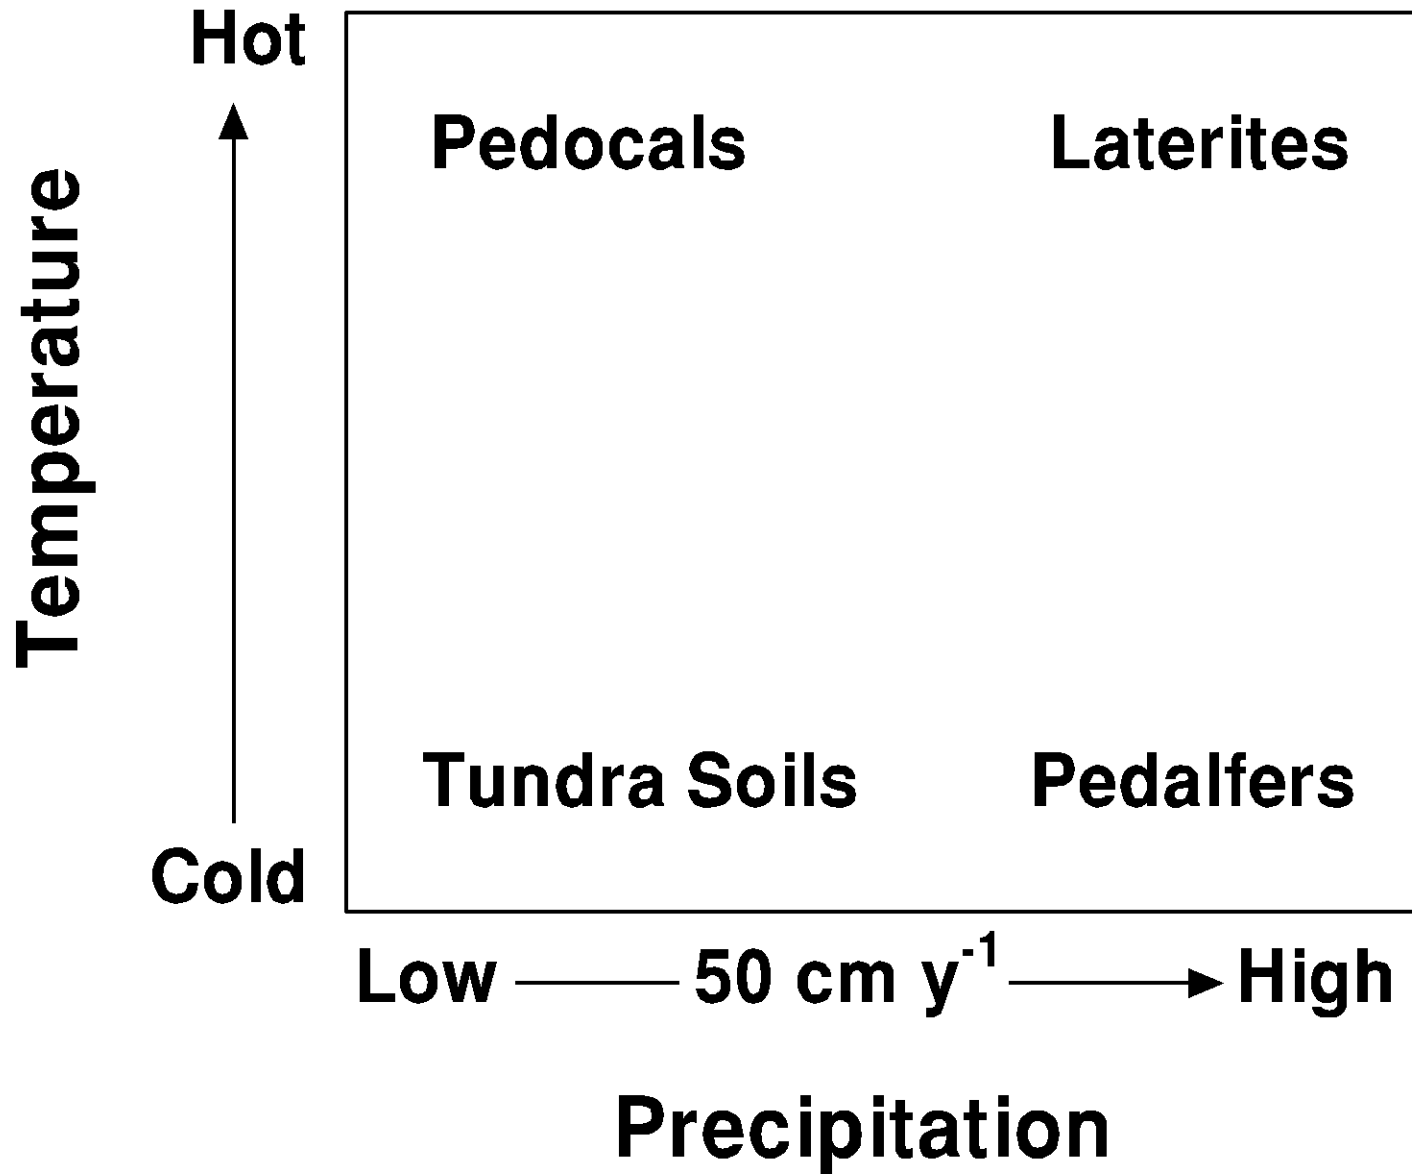 Hot
Pedocals
Laterites
Temperature
Tundra Soils
Pedalfers
Cold
Low
50 cm y⁻¹
High
Precipitation